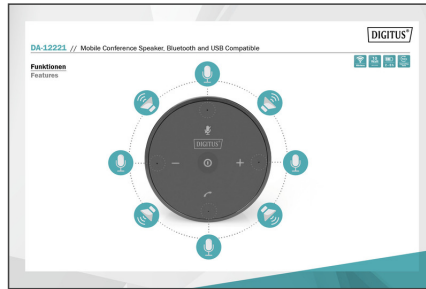 DIGITUS®
DA-12221 // Mobile Conference Speaker, Bluetooth and USB Compatible
Funktionen
Features
DIGITUS